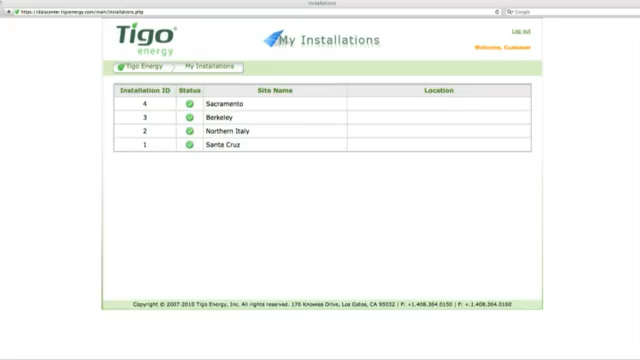 Installations
https://datacenter.tigoenergy.com/main/installations.php
Google
Tigo
energy
My Installations
Log out
Welcome, Customer
Tigo Energy
My Installations
Installation ID Status Site Name Location
4 Sacramento
3 Berkeley
2 Northern Italy
1 Santa Cruz
Copyright © 2007-2010 Tigo Energy, Inc. All rights reserved. 170 Knowles Drive, Los Gatos, CA 95032 | P: +1.408.364.0150 | F: +.1.408.364.0160